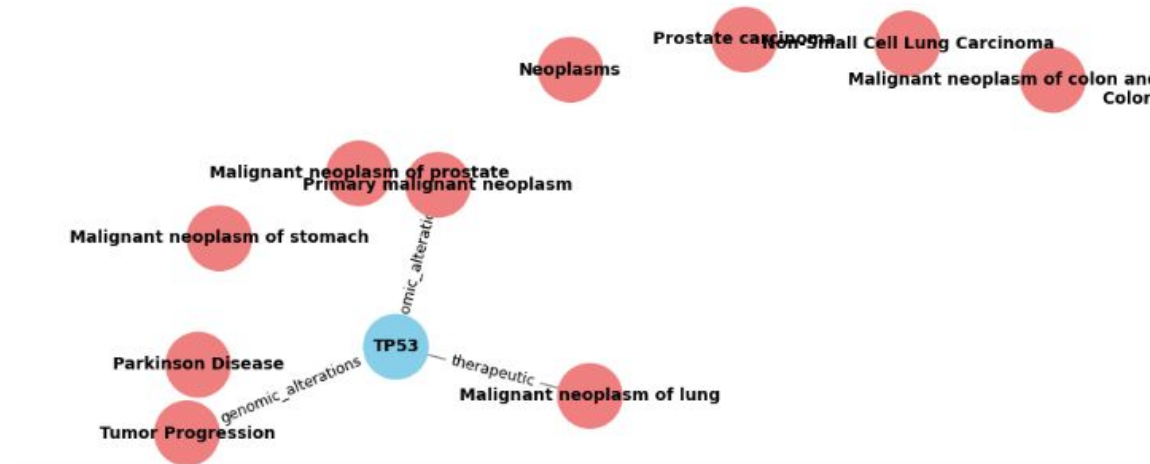 Prostate carcinoma
Non-Small Cell Lung Carcinoma
Neoplasms
Malignant neoplasm of colon and
Colon
Malignant neoplasm of prostate
Primary malignant neoplasm
Malignant neoplasm of stomach
omic_alteratio
TP53
Parkinson Disease
therapeutic
genomic_alterations
Malignant neoplasm of lung
Tumor Progression